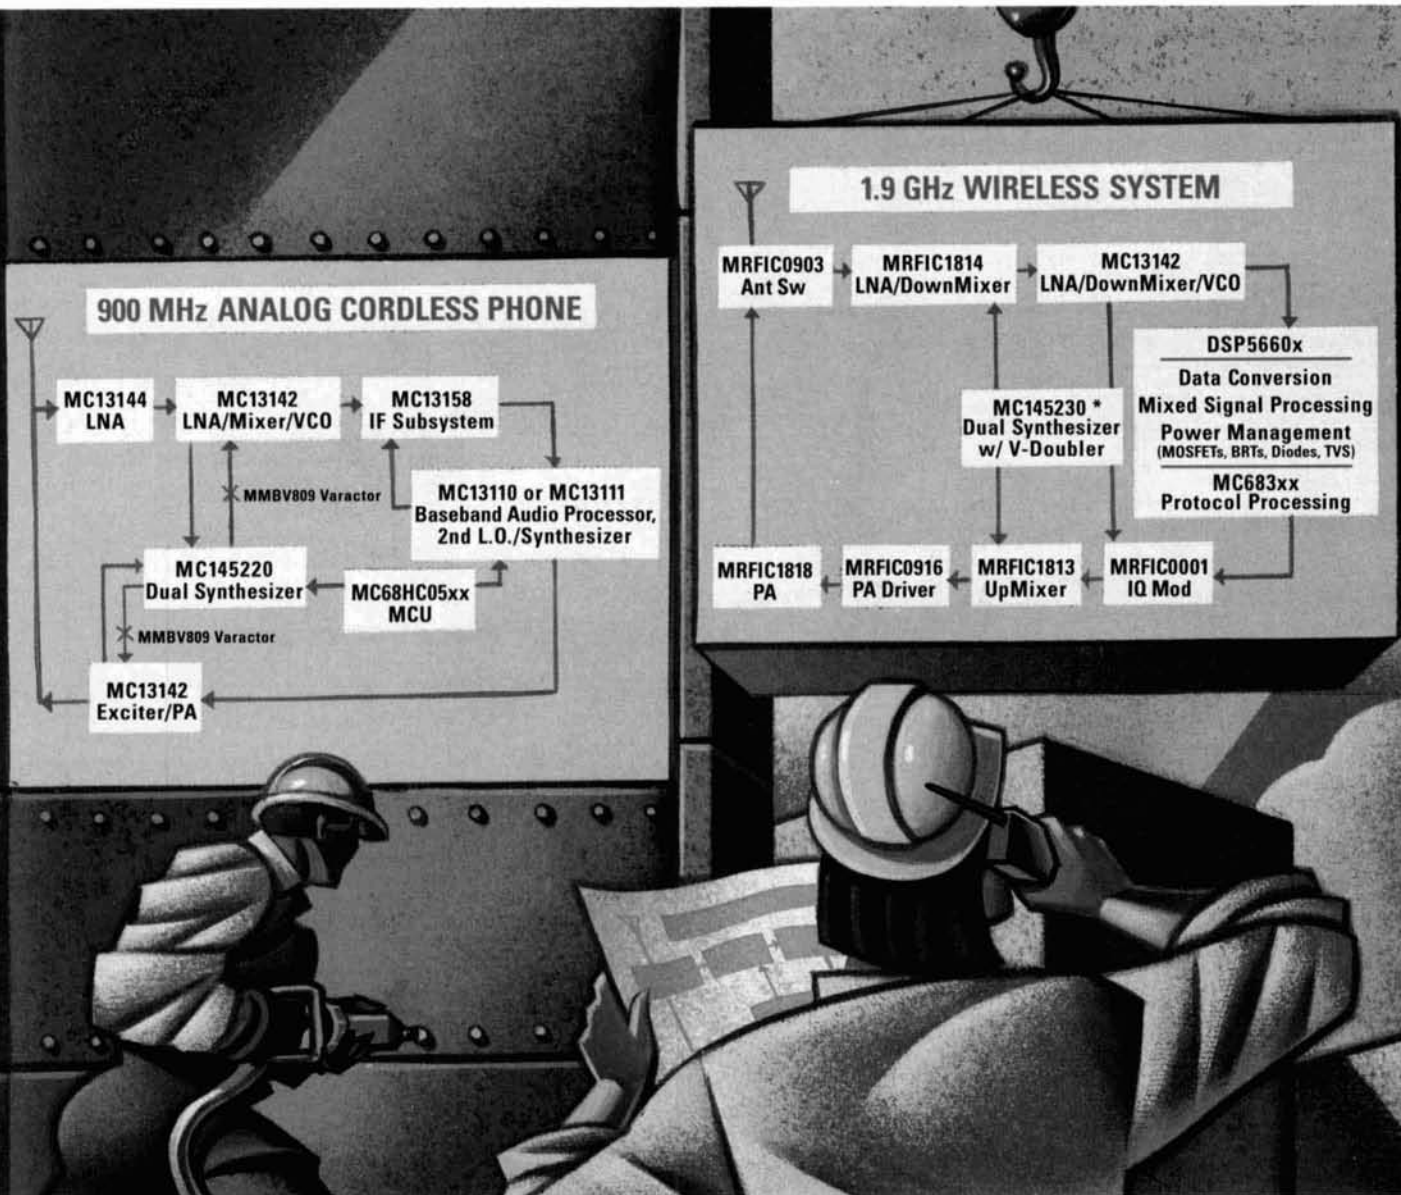 900 MHz ANALOG CORDLESS PHONE
MC13144
LNA
MC13142
LNA/Mixer/VCO
MC13158
IF Subsystem
MMBV809 Varactor
MC13110 or MC13111
Baseband Audio Processor,
2nd L.O./Synthesizer
MC145220
Dual Synthesizer
MC68HC05xx
MCU
MMBV809 Varactor
MC13142
Exciter/PA
1.9 GHz WIRELESS SYSTEM
MRFIC0903
Ant Sw
MRFIC1814
LNA/DownMixer
MC13142
LNA/DownMixer/VCO
DSP5660x
Data Conversion
Mixed Signal Processing
Power Management
(MOSFETs, BRTs, Diodes, TVS)
MC683xx
Protocol Processing
MC145230 *
Dual Synthesizer
w/ V-Doubler
MRFIC1818
PA
MRFIC0916
PA Driver
MRFIC1813
UpMixer
MRFIC0001
IQ Mod